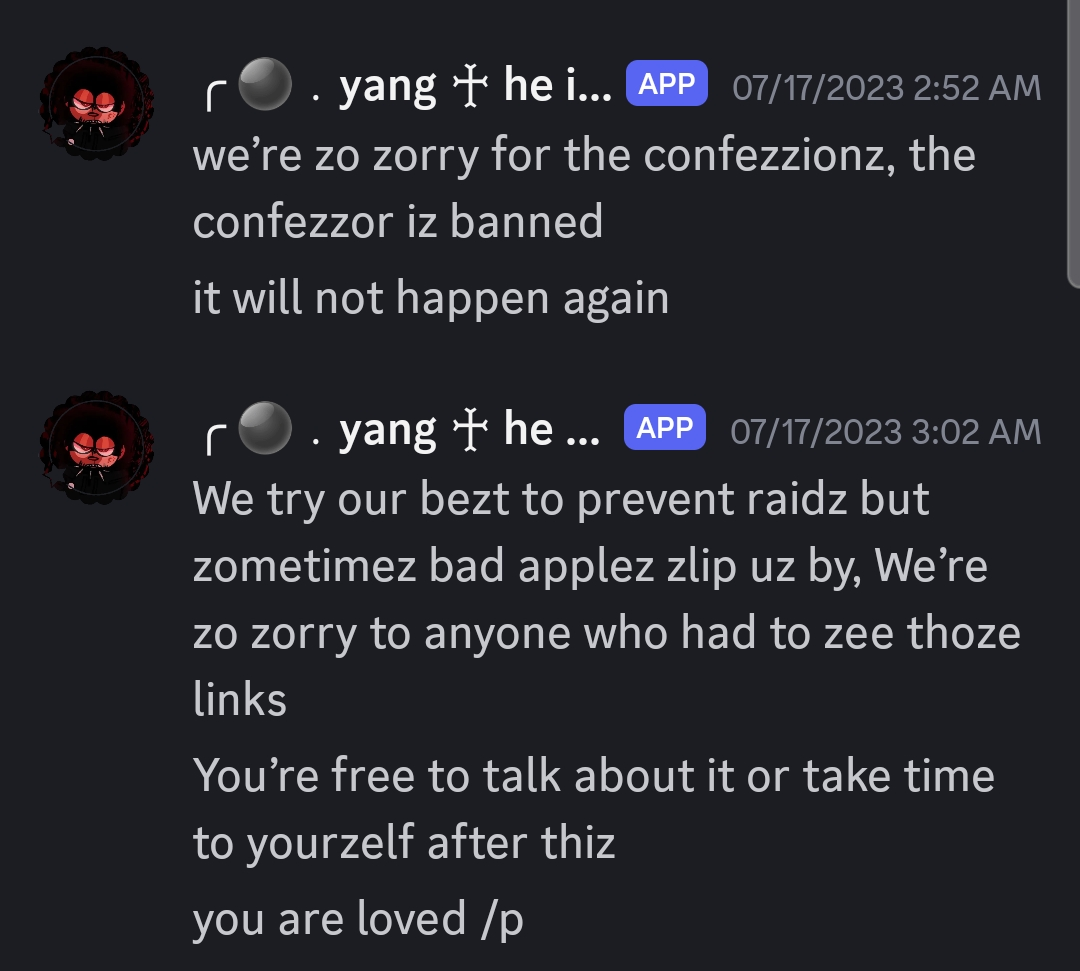 ╭ . yang ☥ he i... APP 07/17/2023 2:52 AM
we’re zo zorry for the confezzionz, the
confezzor iz banned
it will not happen again
╭ . yang ☥ he ... APP 07/17/2023 3:02 AM
We try our bezt to prevent raidz but
zometimez bad applez zlip uz by, We’re
zo zorry to anyone who had to zee thoze
links
You’re free to talk about it or take time
to yourzelf after thiz
you are loved /p